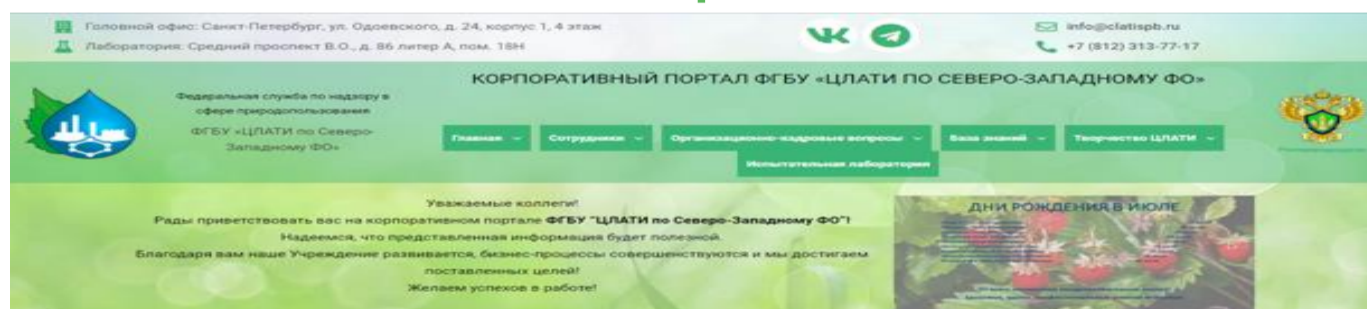 Головной офис: Санкт-Петербург, ул. Одоевского, д. 24, корпус 1, 4 этаж
Лаборатория: Средний проспект В.О., д. 86 литер А, пом. 18Н
info@clatispb.ru
+7 (812) 313-77-17
КОРПОРАТИВНЫЙ ПОРТАЛ ФГБУ «ЦЛАТИ ПО СЕВЕРО-ЗАПАДНОМУ ФО»
Федеральная служба по надзору в
сфере природопользования
ФГБУ «ЦЛАТИ по Северо-
Западному ФО»
Главная
Сотрудники
Организационно-кадровые вопросы
База знаний
Творчество ЦЛАТИ
Испытательная лаборатория
Уважаемые коллеги!
Рады приветствовать вас на корпоративном портале ФГБУ "ЦЛАТИ по Северо-Западному ФО"!
Надеемся, что представленная информация будет полезной.
Благодаря вам наше Учреждение развивается, бизнес-процессы совершенствуются и мы достигаем
поставленных целей!
Желаем успехов в работе!
ДНИ РОЖДЕНИЯ В ИЮЛЕ